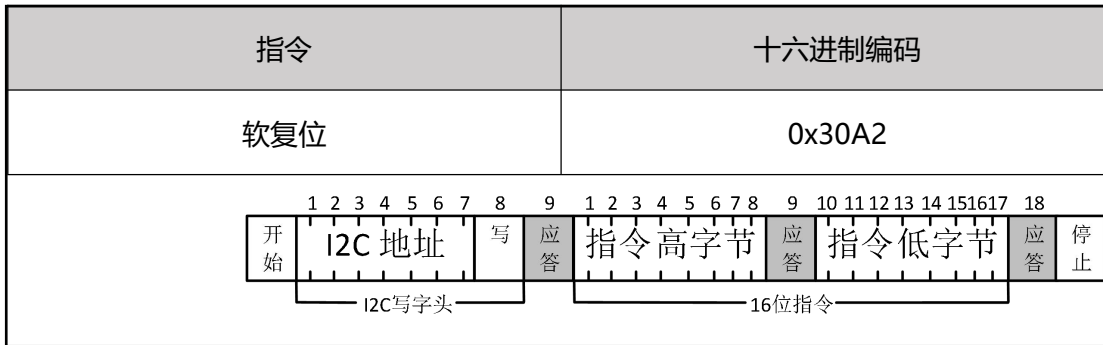 指令 十六进制编码
软复位 0x30A2
1 2 3 4 5 6 7 8 9 1 2 3 4 5 6 7 8 9 10 11 12 13 14 15 16 17 18
开始 I2C 地址 写 应答 指令高字节 应答 指令低字节 应答 停止
I2C写字头 16位指令